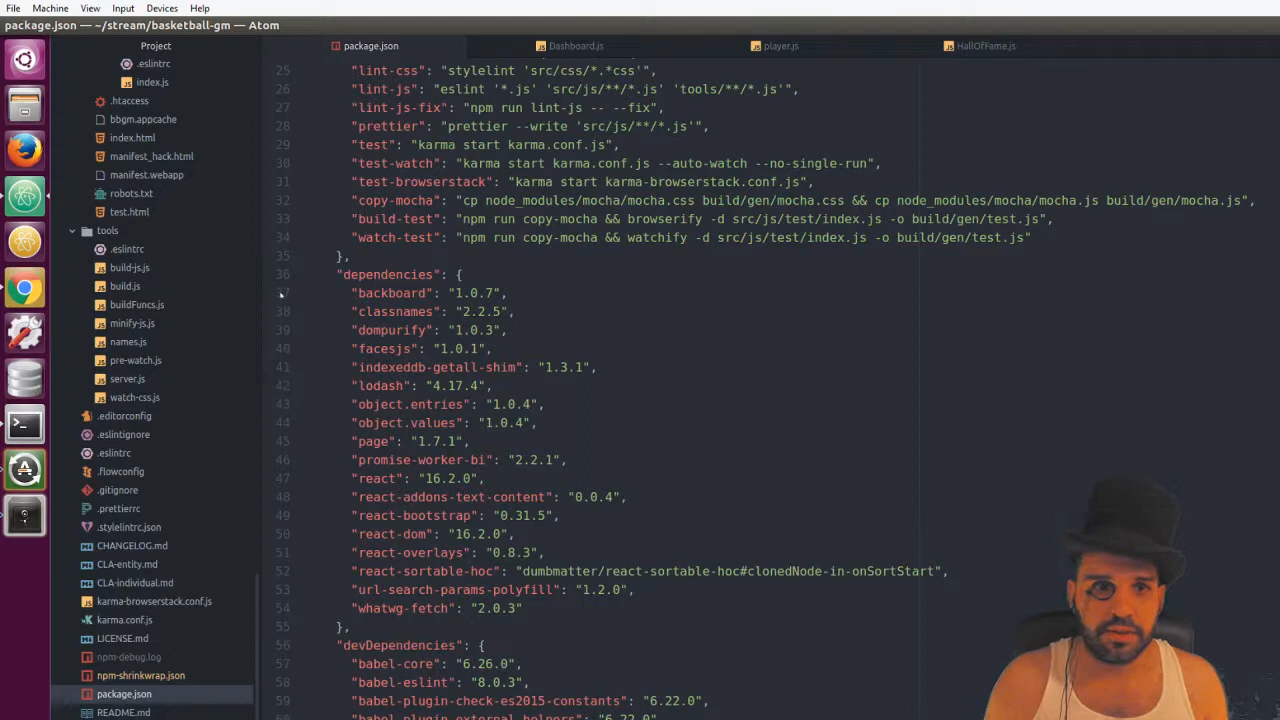 File Machine View Input Devices Help
package.json — ~/stream/basketball-gm — Atom
Project
package.json
Dashboard.js
player.js
HallOfFame.js
.eslintrc
index.js
.htaccess
bbgm.appcache
index.html
manifest_hack.html
manifest.webapp
robots.txt
test.html
tools
.eslintrc
build-js.js
build.js
buildFuncs.js
minify-js.js
names.js
pre-watch.js
server.js
watch-css.js
.editorconfig
.eslintignore
.eslintrc
.flowconfig
.gitignore
.prettierrc
.stylelintrc.json
CHANGELOG.md
CLA-entity.md
CLA-individual.md
karma-browserstack.conf.js
karma.conf.js
LICENSE.md
npm-debug.log
npm-shrinkwrap.json
package.json
README.md
25 "lint-css": "stylelint 'src/css/*.*css'",
26 "lint-js": "eslint '*.js' 'src/js/**/*.js' 'tools/**/*.js'",
27 "lint-js-fix": "npm run lint-js -- --fix",
28 "prettier": "prettier --write 'src/js/**/*.js'",
29 "test": "karma start karma.conf.js",
30 "test-watch": "karma start karma.conf.js --auto-watch --no-single-run",
31 "test-browserstack": "karma start karma-browserstack.conf.js",
32 "copy-mocha": "cp node_modules/mocha/mocha.css build/gen/mocha.css && cp node_modules/mocha/mocha.js build/gen/mocha.js",
33 "build-test": "npm run copy-mocha && browserify -d src/js/test/index.js -o build/gen/test.js",
34 "watch-test": "npm run copy-mocha && watchify -d src/js/test/index.js -o build/gen/test.js"
35 },
36 "dependencies": {
37 "backboard": "1.0.7",
38 "classnames": "2.2.5",
39 "dompurify": "1.0.3",
40 "facesjs": "1.0.1",
41 "indexeddb-getall-shim": "1.3.1",
42 "lodash": "4.17.4",
43 "object.entries": "1.0.4",
44 "object.values": "1.0.4",
45 "page": "1.7.1",
46 "promise-worker-bi": "2.2.1",
47 "react": "16.2.0",
48 "react-addons-text-content": "0.0.4",
49 "react-bootstrap": "0.31.5",
50 "react-dom": "16.2.0",
51 "react-overlays": "0.8.3",
52 "react-sortable-hoc": "dumbmatter/react-sortable-hoc#clonedNode-in-onSortStart",
53 "url-search-params-polyfill": "1.2.0",
54 "whatwg-fetch": "2.0.3"
55 },
56 "devDependencies": {
57 "babel-core": "6.26.0",
58 "babel-eslint": "8.0.3",
59 "babel-plugin-check-es2015-constants": "6.22.0",
60 "babel-plugin-external-helpers": "6.22.0",